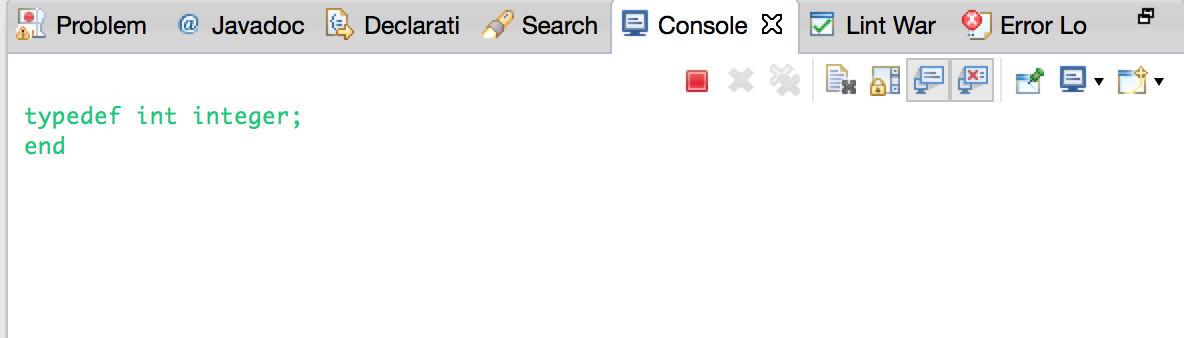 Problem @ Javadoc Declarati Search Console Lint War Error Lo
typedef int integer;
end